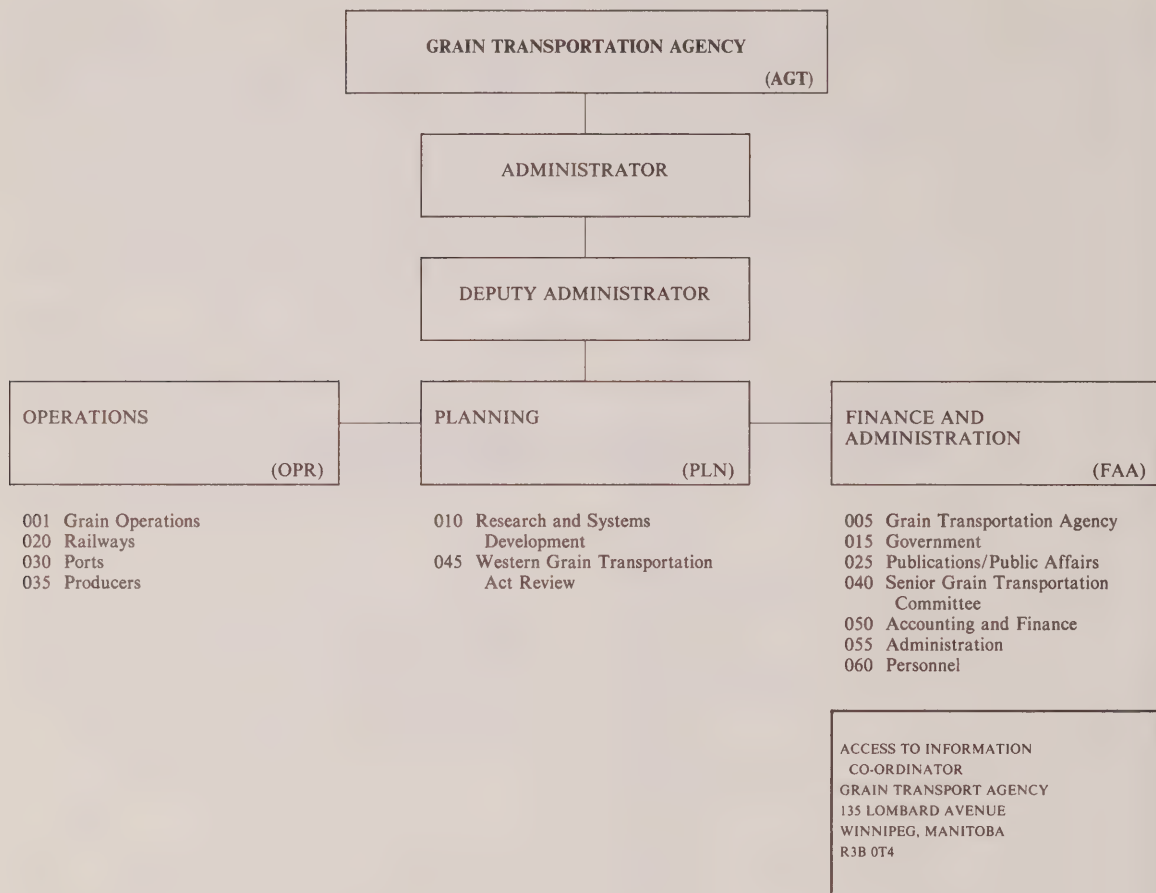 GRAIN TRANSPORTATION AGENCY
(AGT)
ADMINISTRATOR
DEPUTY ADMINISTRATOR
OPERATIONS
(OPR)
001 Grain Operations
020 Railways
030 Ports
035 Producers
PLANNING
(PLN)
010 Research and Systems
Development
045 Western Grain Transportation
Act Review
FINANCE AND
ADMINISTRATION
(FAA)
005 Grain Transportation Agency
015 Government
025 Publications/Public Affairs
040 Senior Grain Transportation
Committee
050 Accounting and Finance
055 Administration
060 Personnel
ACCESS TO INFORMATION
CO-ORDINATOR
GRAIN TRANSPORT AGENCY
135 LOMBARD AVENUE
WINNIPEG, MANITOBA
R3B 0T4